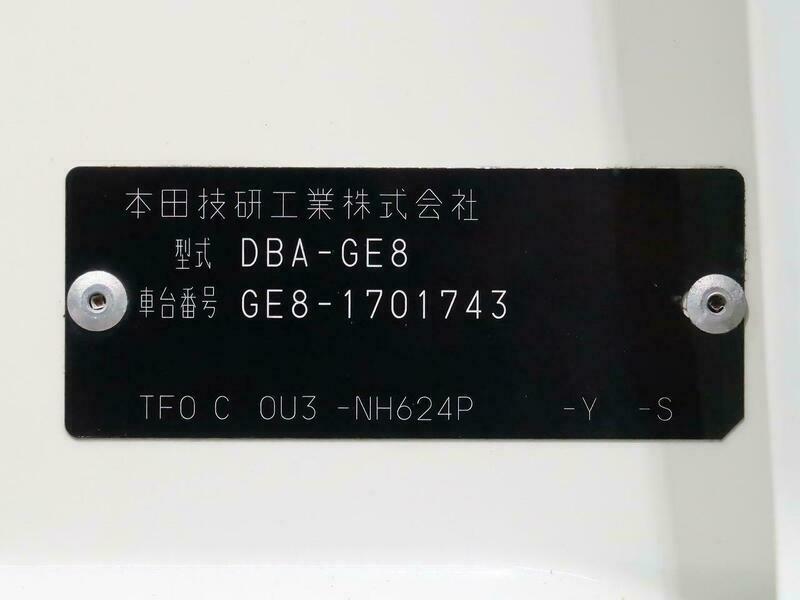 本田技研工業株式会社
型式 DBA-GE8
車台番号 GE8-1701743
TF0 C 0U3 -NH624P -Y -S